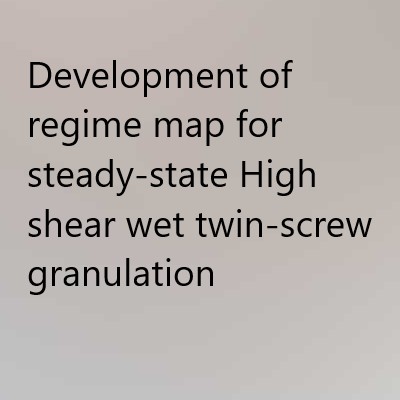 Development of
regime map for
steady-state High
shear wet twin-screw
granulation